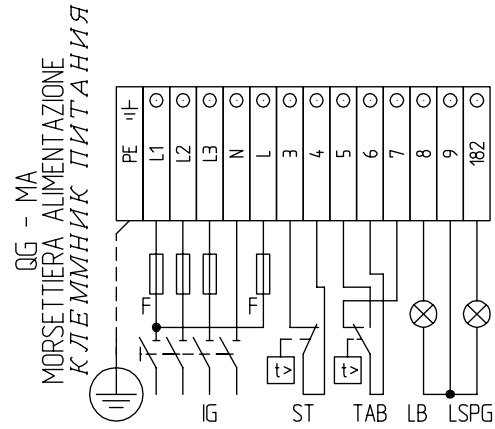 QG - MA
MORSETTIERA ALIMENTAZIONE
КЛЕММНИК ПИТАНИЯ
PE L1 L2 L3 N L 3 4 5 6 7 8 9 182
F F
t> t>
IG ST TAB LB LSPG